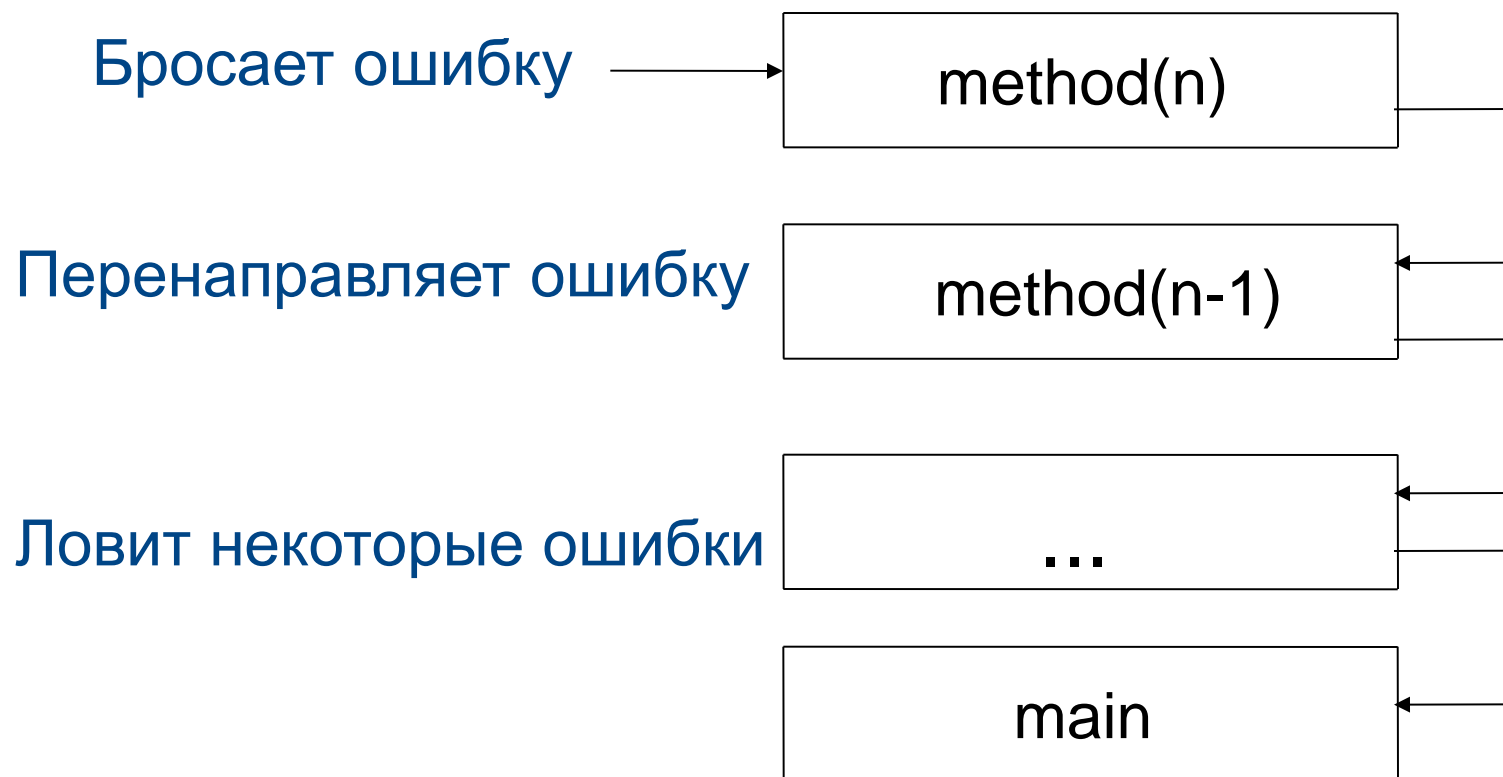 Бросает ошибку
method(n)
Перенаправляет ошибку
method(n-1)
Ловит некоторые ошибки
...
main